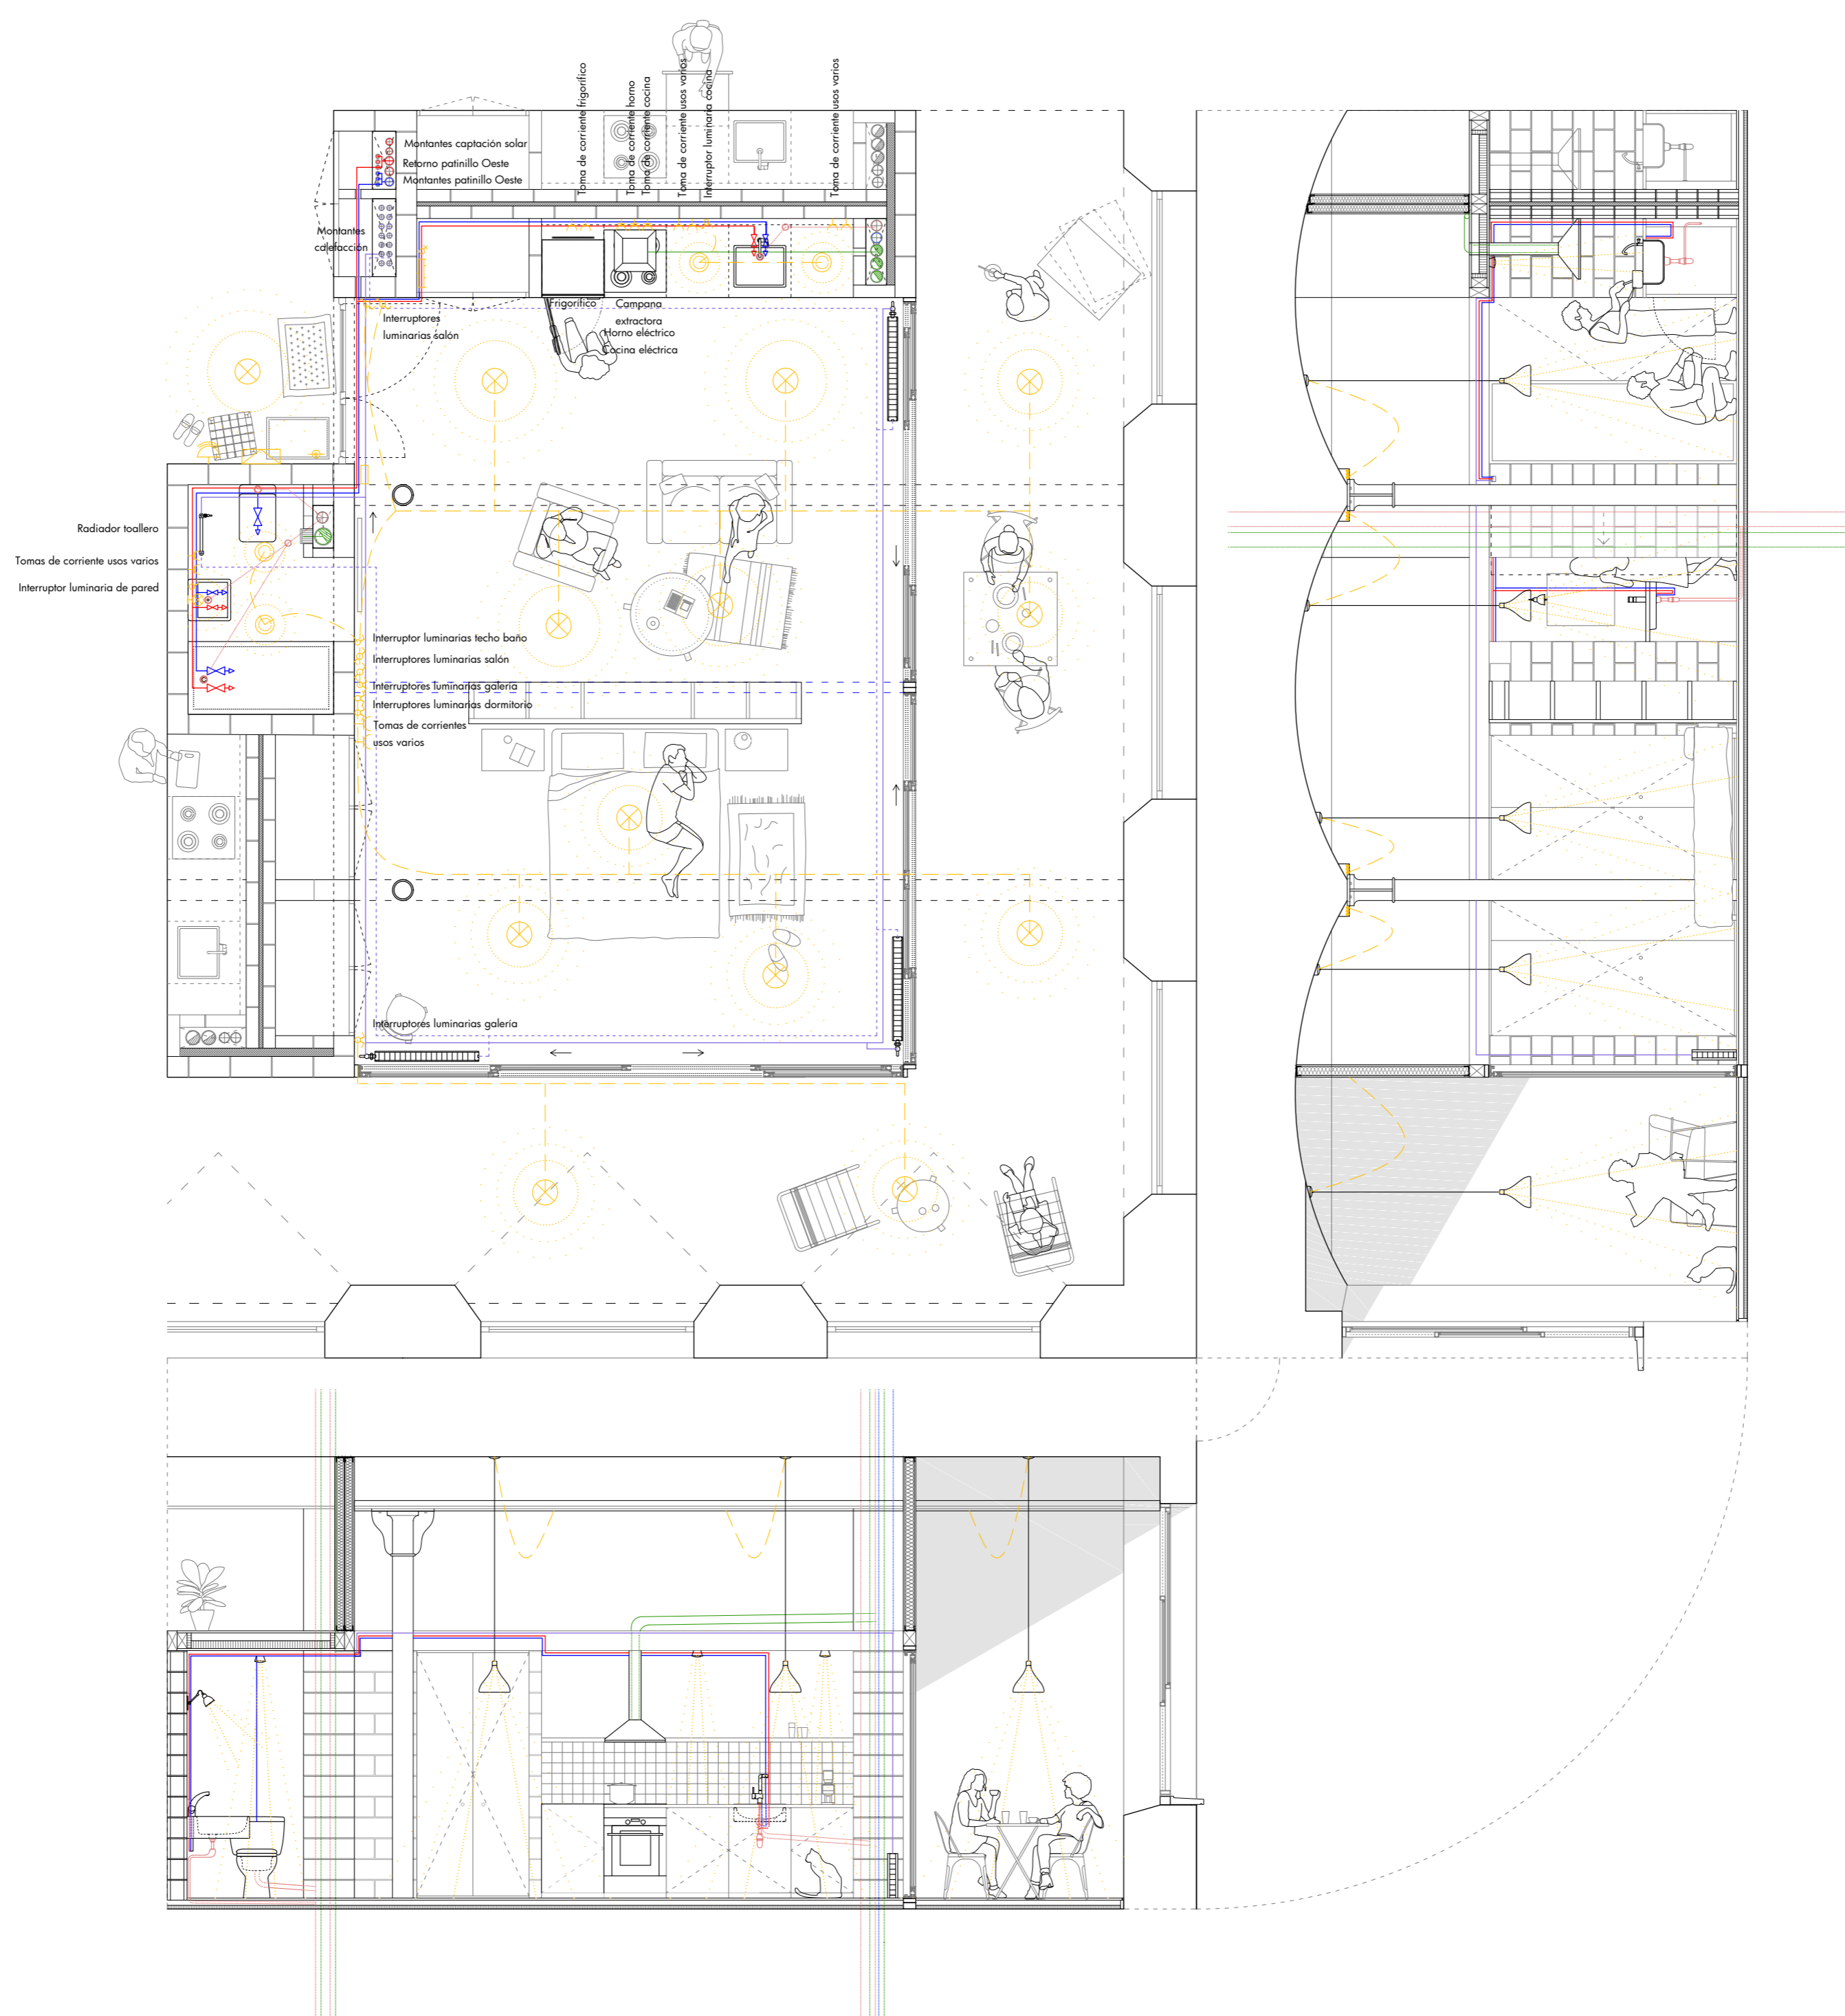 Toma de corriente frigorífico
Toma de corriente horno
Toma de corriente cocina
Toma de corriente usos varios
Interruptor luminaria cocina
Toma de corriente usos varios
Montantes captación solar
Retorno patinillo Oeste
Montantes patinillo Oeste
Montantes
calefacción
Interruptores
luminarias salón
Frigorífico
Campana
extractora
Horno eléctrico
Cocina eléctrica
Radiador toallero
Tomas de corriente usos varios
Interruptor luminaria de pared
Interruptor luminarias techo baño
Interruptores luminarias salón
Interruptores luminarias galería
Interruptores luminarias dormitorio
Tomas de corrientes
usos varios
Interruptores luminarias galería